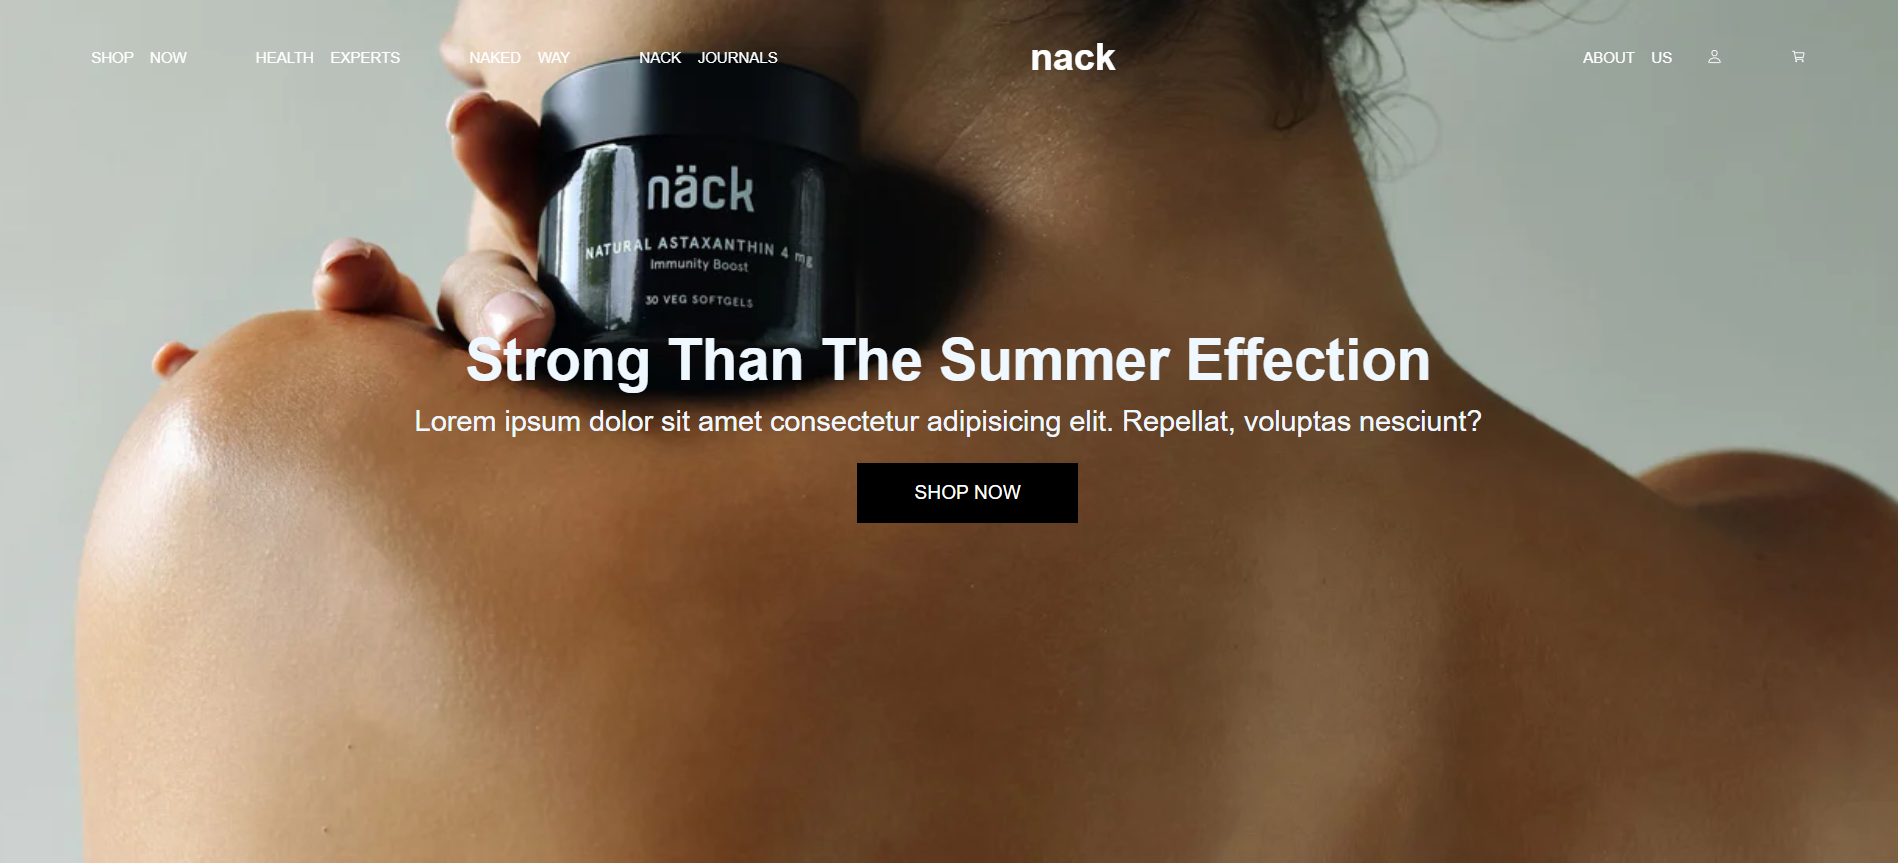 SHOP NOW HEALTH EXPERTS NAKED WAY NACK JOURNALS nack ABOUT US
näck
NATURAL ASTAXANTHIN 4 mg
Immunity Boost
30 VEG SOFTGELS
Strong Than The Summer Effection
Lorem ipsum dolor sit amet consectetur adipisicing elit. Repellat, voluptas nesciunt?
SHOP NOW